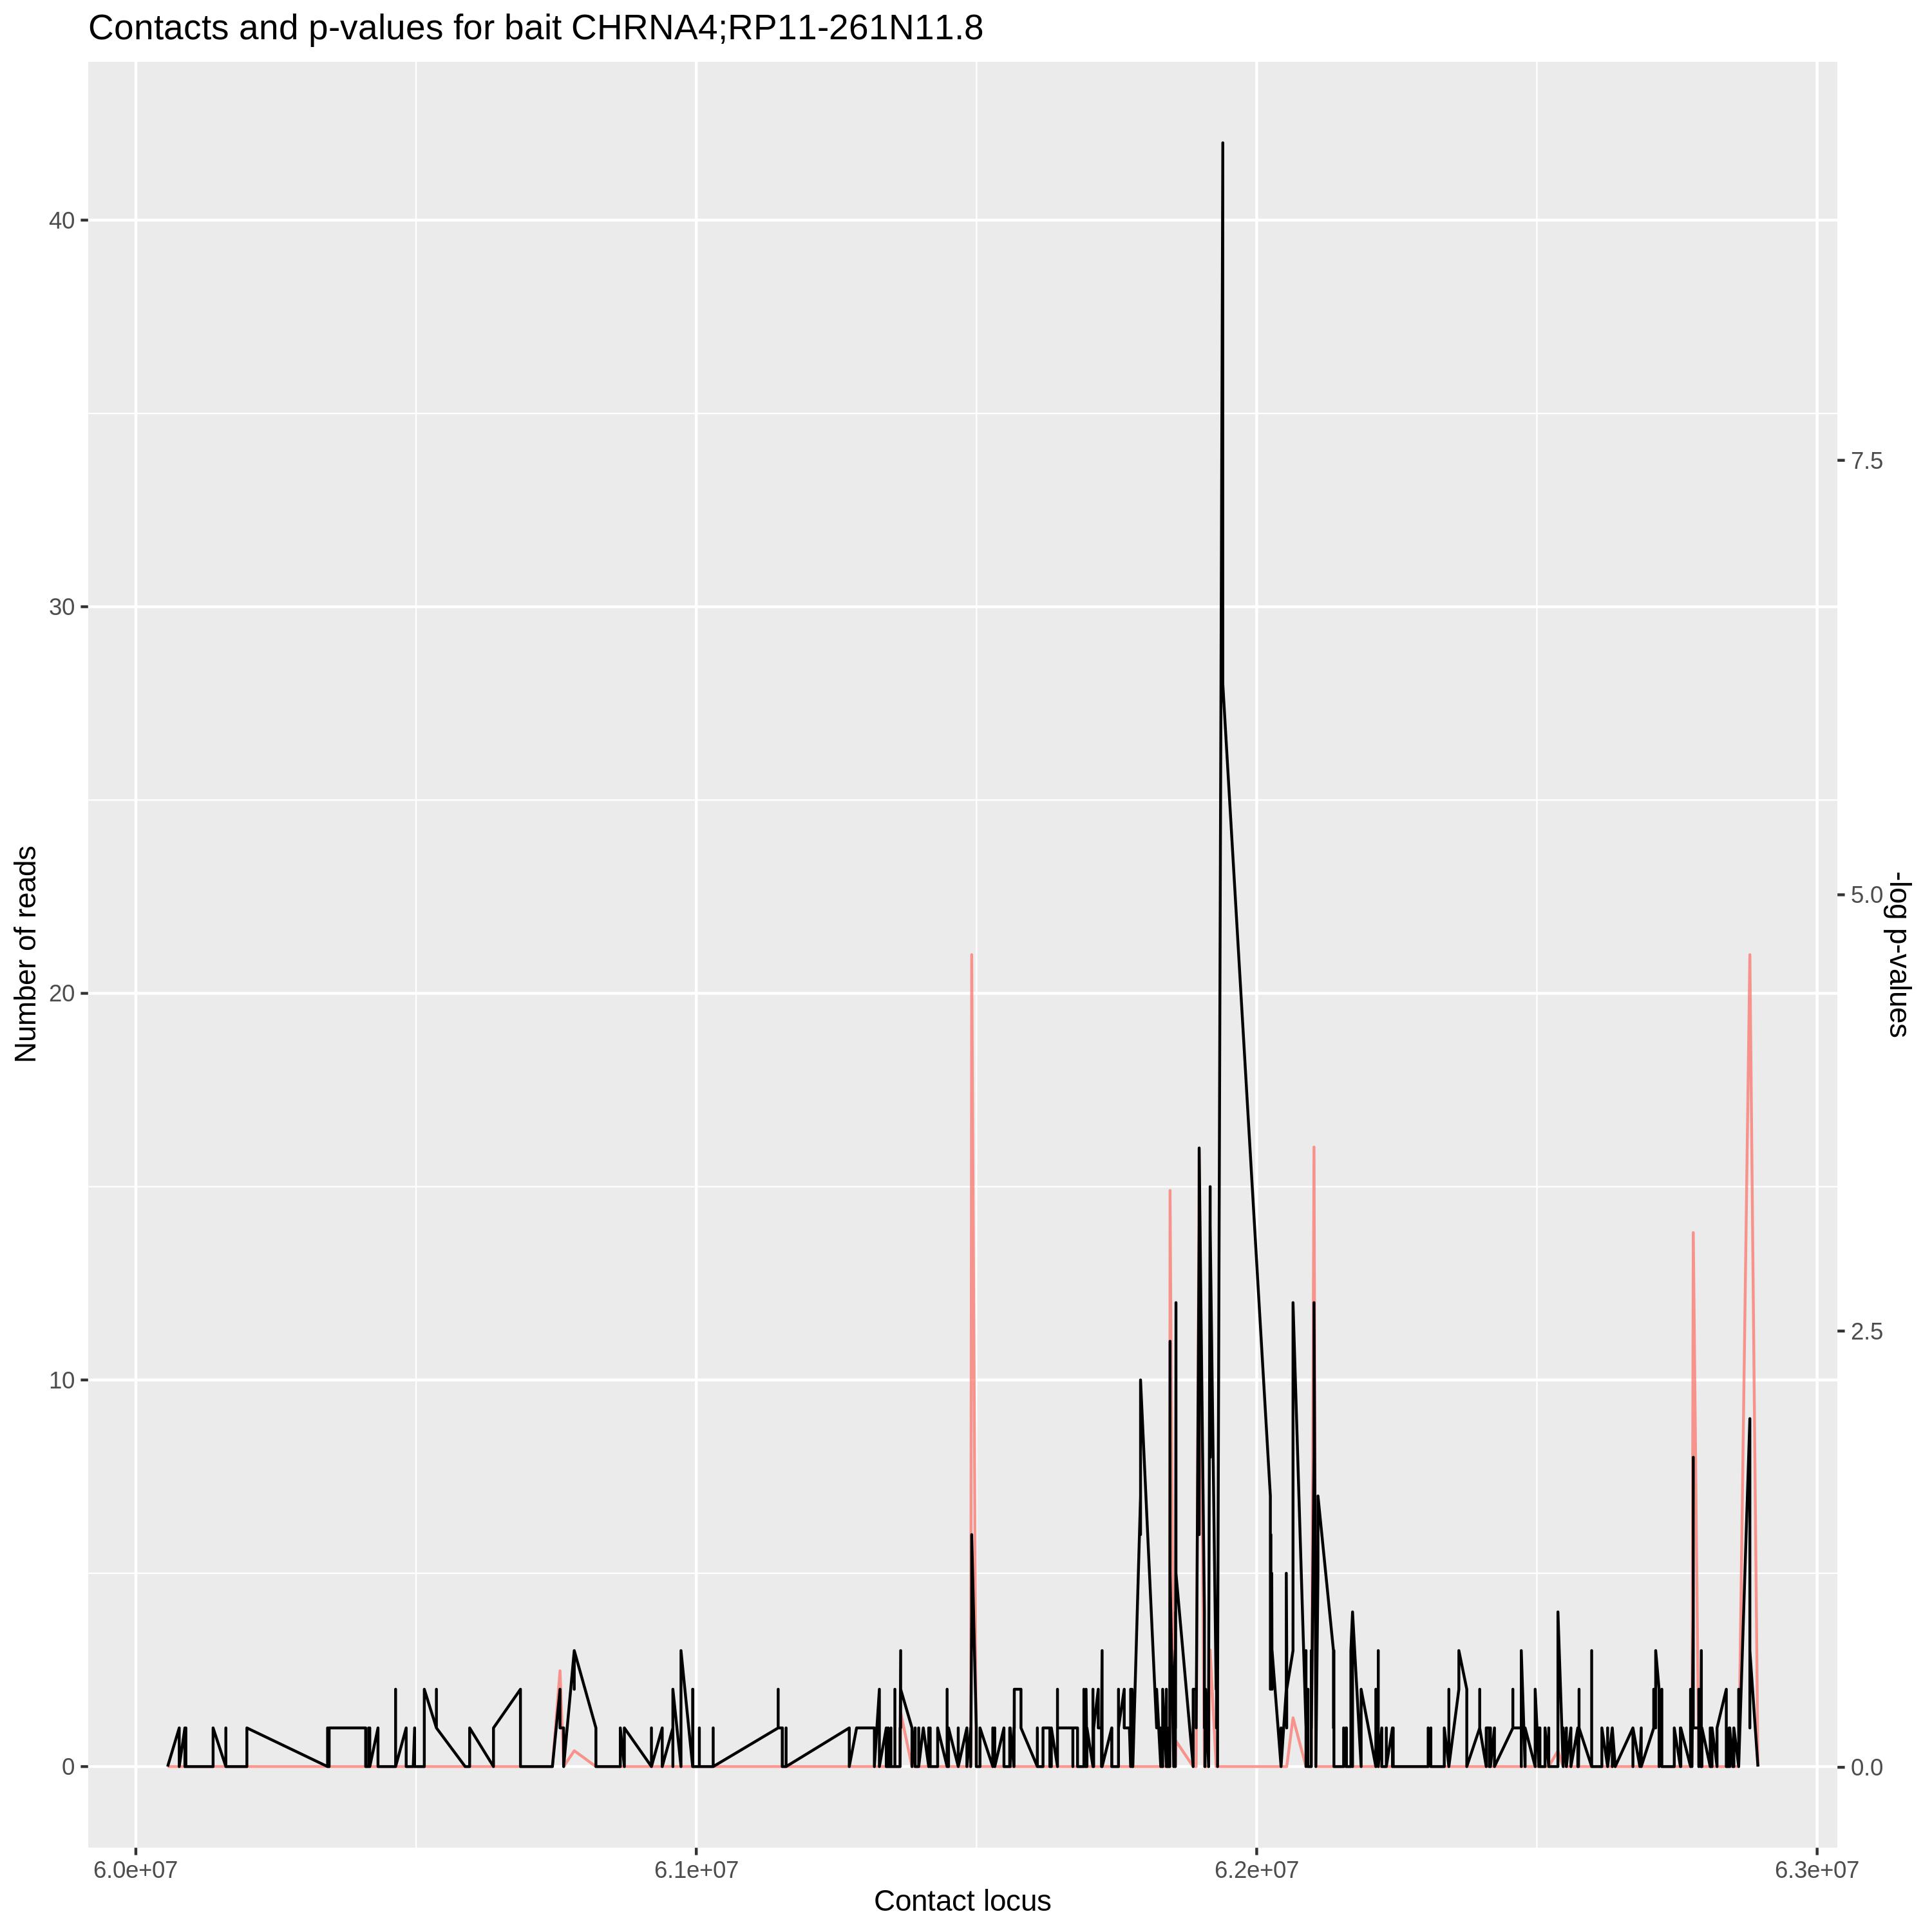 Contacts and p-values for bait CHRNA4;RP11-261N11.8
40
30
20
10
0
Number of reads
7.5
5.0
2.5
0.0
-log p-values
6.0e+07
6.1e+07
6.2e+07
6.3e+07
Contact locus